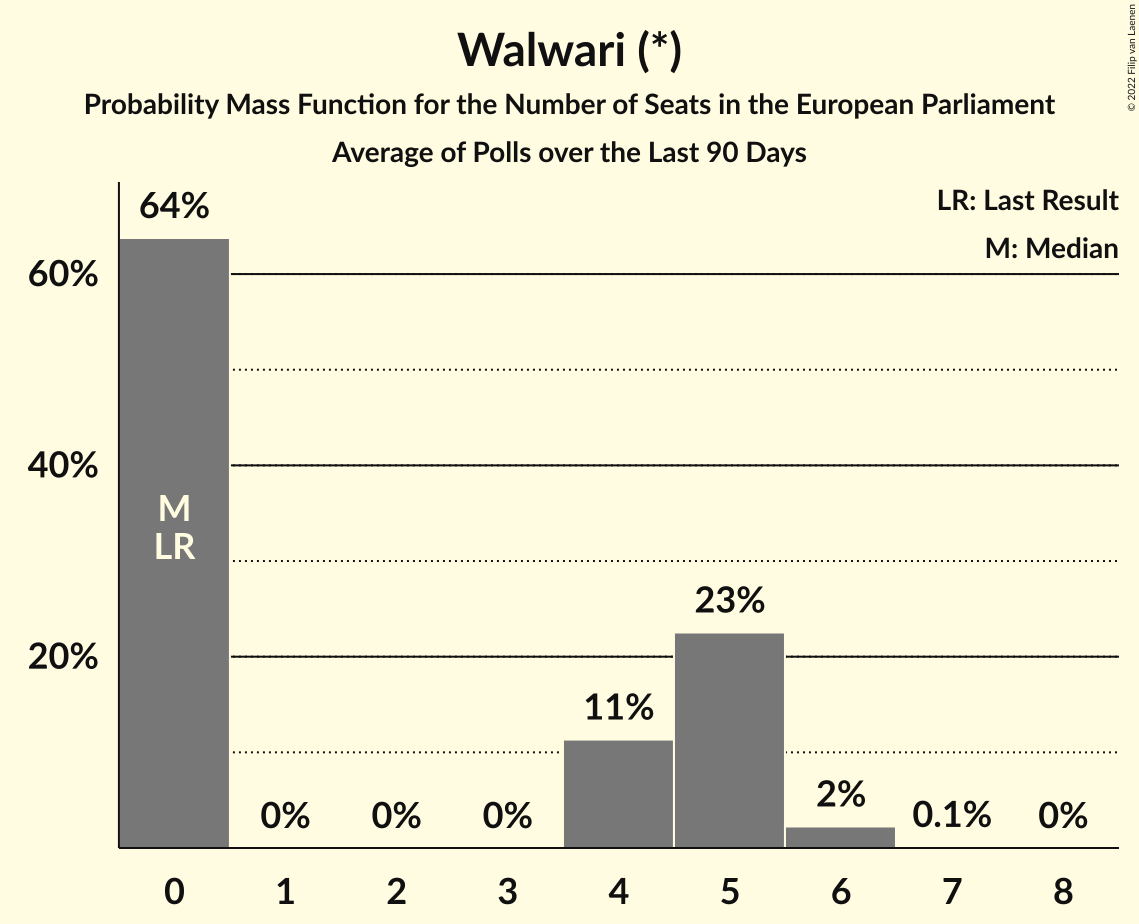 Walwari (*)
Probability Mass Function for the Number of Seats in the European Parliament
Average of Polls over the Last 90 Days
© 2022 Filip van Laenen
LR: Last Result
M: Median
64%
60%
40%
20%
M
LR
0%
0%
0%
11%
23%
2%
0.1%
0%
0 1 2 3 4 5 6 7 8